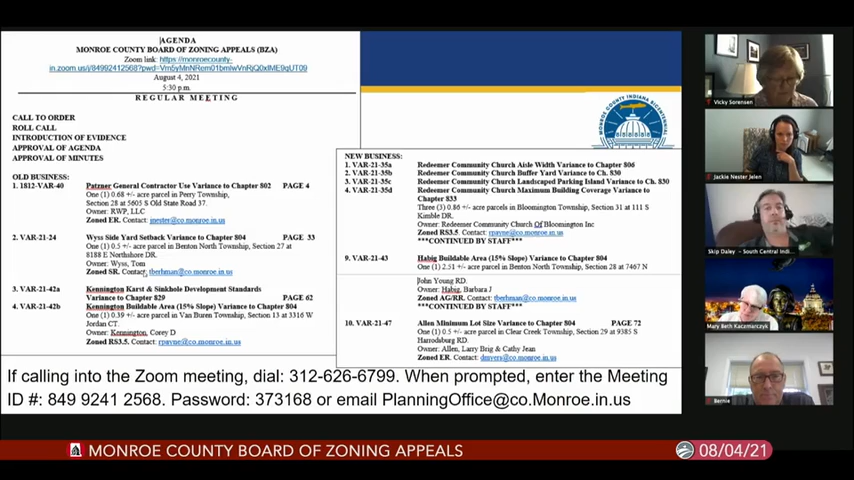 AGENDA
MONROE COUNTY BOARD OF ZONING APPEALS (BZA)
Zoom link: https://monroecounty-
August 4, 2021
5:30 p.m.
REGULAR MEETING
CALL TO ORDER
ROLL CALL
INTRODUCTION OF EVIDENCE
APPROVAL OF AGENDA
APPROVAL OF MINUTES
OLD BUSINESS:
1. 1812-VAR-40 Patzner General Contractor Use Variance to Chapter 802 PAGE 4
One (1) 0.68 +/- acre parcel in Perry Township,
Section 28 at 5605 S Old State Road 37.
Owner: RWP, LLC
Zoned ER. Contact: jnester@co.monroe.in.us
2. VAR-21-24 Wyss Side Yard Setback Variance to Chapter 804 PAGE 33
One (1) 0.5 +/- acre parcel in Benton North Township, Section 27 at
8188 E Northshore DR.
Owner: Wyss, Tom
Zoned SR. Contact: tberhman@co.monroe.in.us
3. VAR-21-42a Kennington Karst & Sinkhole Development Standards
Variance to Chapter 829 PAGE 62
4. VAR-21-42b Kennington Buildable Area (15% Slope) Variance to Chapter 804
One (1) 0.39 +/- acre parcel in Van Buren Township, Section 13 at 3316 W
Jordan CT.
Owner: Kennington, Corey D
Zoned RS3.5. Contact: rpayne@co.monroe.in.us
NEW BUSINESS:
1. VAR-21-35a Redeemer Community Church Aisle Width Variance to Chapter 806
2. VAR-21-35b Redeemer Community Church Buffer Yard Variance to Ch. 830
3. VAR-21-35c Redeemer Community Church Landscaped Parking Island Variance to Ch. 830
4. VAR-21-35d Redeemer Community Church Maximum Building Coverage Variance to
Chapter 833
Three (3) 0.86 +/- acre parcels in Bloomington Township, Section 31 at 111 S
Kimble DR.
Owner: Redeemer Community Church Of Bloomington Inc
Zoned RS3.5. Contact: rpayne@co.monroe.in.us
***CONTINUED BY STAFF***
9. VAR-21-43 Habig Buildable Area (15% Slope) Variance to Chapter 804
One (1) 2.51 +/- acre parcel in Benton North Township, Section 28 at 7467 N
John Young RD.
Owner: Habig, Barbara J
Zoned AG/RR. Contact: tberhman@co.monroe.in.us
***CONTINUED BY STAFF***
10. VAR-21-47 Allen Minimum Lot Size Variance to Chapter 804 PAGE 72
One (1) 0.5 +/- acre parcel in Clear Creek Township, Section 29 at 9385 S
Harrodsburg RD.
Owner: Allen, Larry Brig & Cathy Jean
Zoned ER. Contact: dmyers@co.monroe.in.us
MONROE COUNTY INDIANA BICENTENNIAL
If calling into the Zoom meeting, dial: 312-626-6799. When prompted, enter the Meeting
ID #: 849 9241 2568. Password: 373168 or email PlanningOffice@co.Monroe.in.us
Vicky Sorensen
Jackie Nester Jelen
Skip Daley - South Central Indi...
Mary Beth Kaczmarczyk
Bernie
MONROE COUNTY BOARD OF ZONING APPEALS
08/04/21